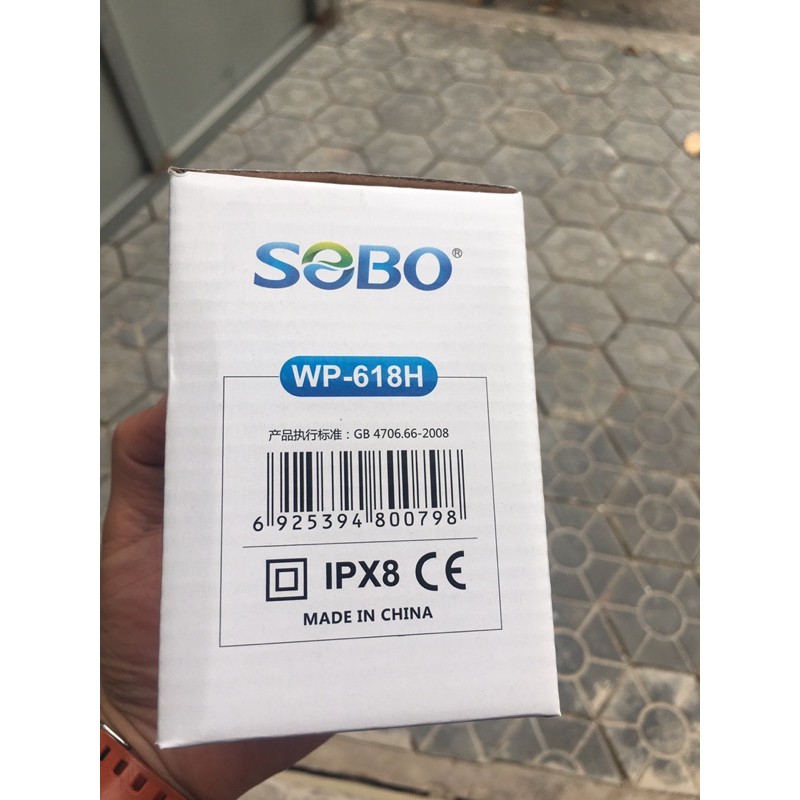 SOBO®
WP-618H
产品执行标准：GB 4706.66-2008
6 925394 800798
IPX8 CE
MADE IN CHINA